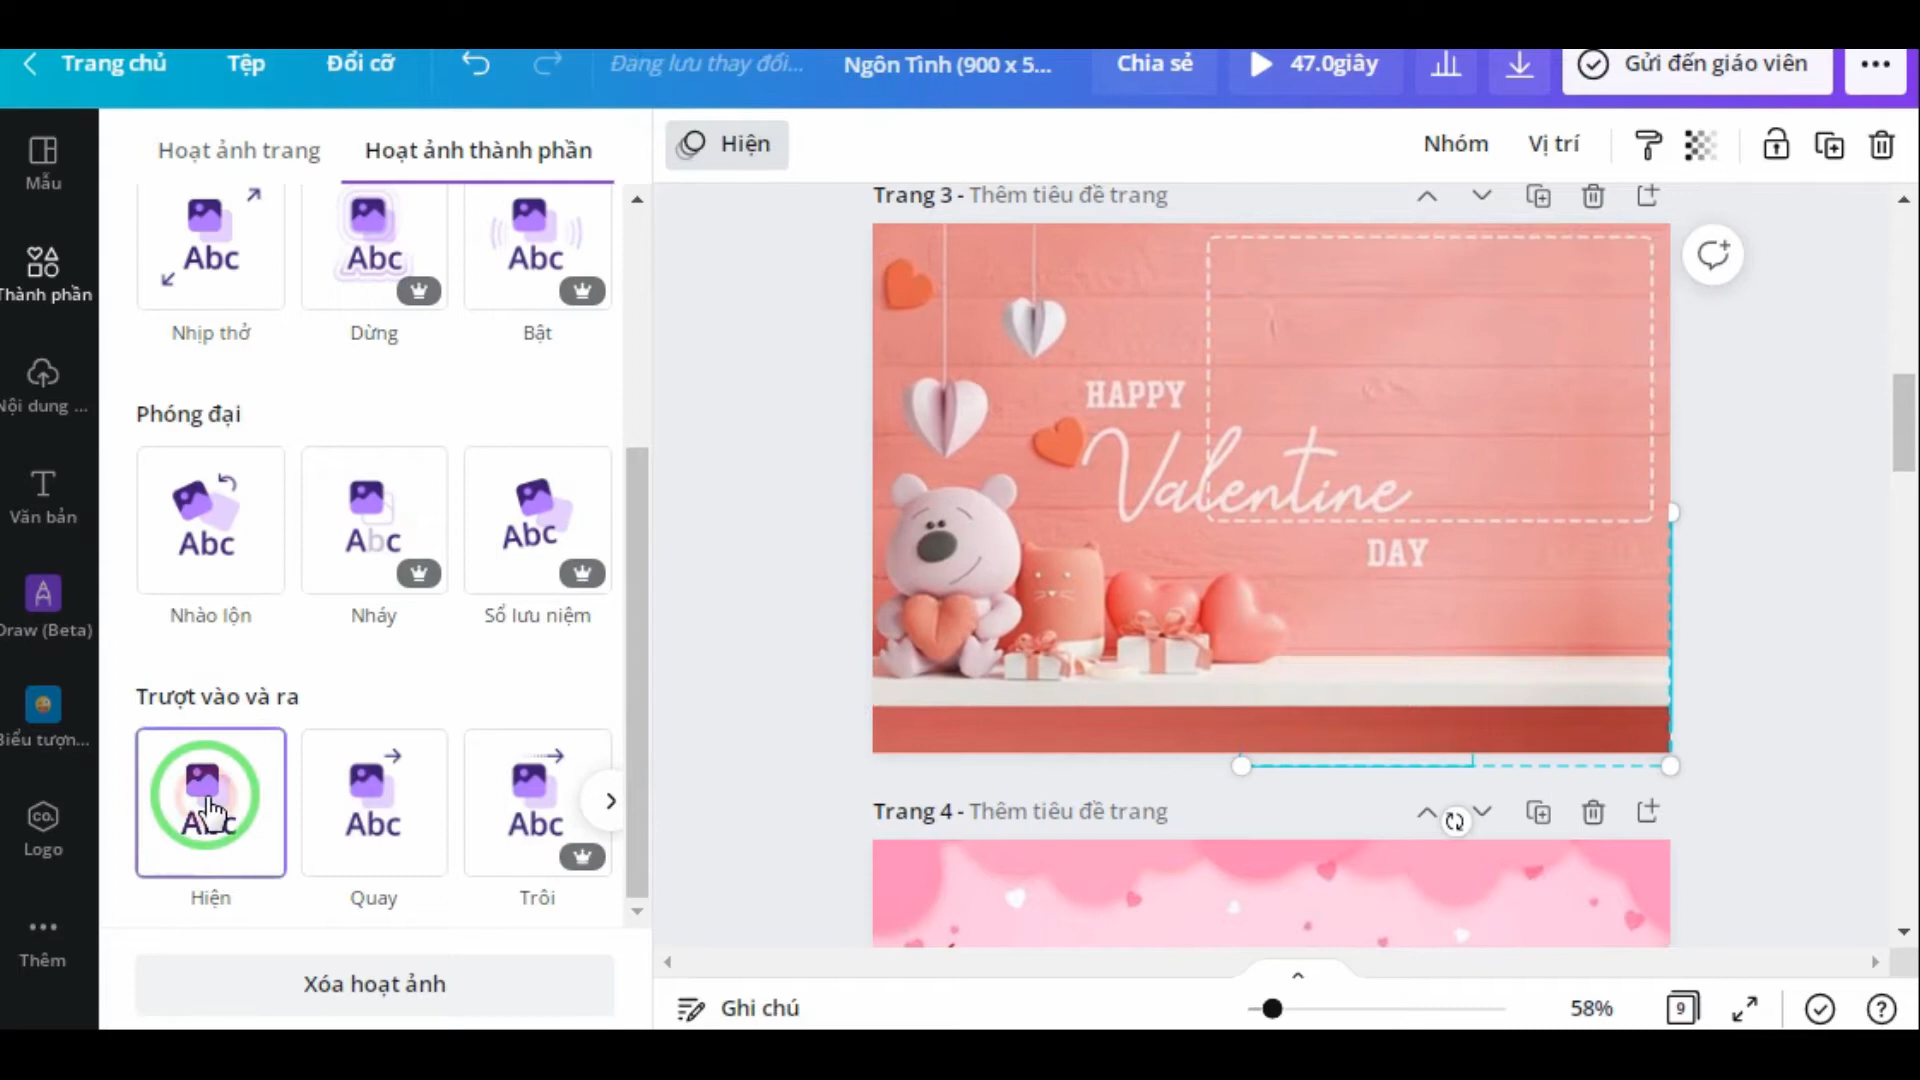 Trang chủ
Tệp
Đổi cỡ
Đang lưu thay đổi...
Ngôn Tình (900 x 5...
Chia sẻ
47.0giây
Gửi đến giáo viên
Mẫu
Thành phần
Nội dung ...
Văn bản
Draw (Beta)
Biểu tượn...
CO.
Logo
Thêm
Hoạt ảnh trang
Hoạt ảnh thành phần
Abc
Abc
Abc
Nhịp thở
Dừng
Bật
Phóng đại
Abc
Abc
Abc
Nhào lộn
Nháy
Sổ lưu niệm
Trượt vào và ra
Abc
Abc
Abc
Hiện
Quay
Trôi
Xóa hoạt ảnh
Hiện
Nhóm
Vị trí
Trang 3 - Thêm tiêu đề trang
HAPPY
Valentine
DAY
Trang 4 - Thêm tiêu đề trang
Ghi chú
58%
9